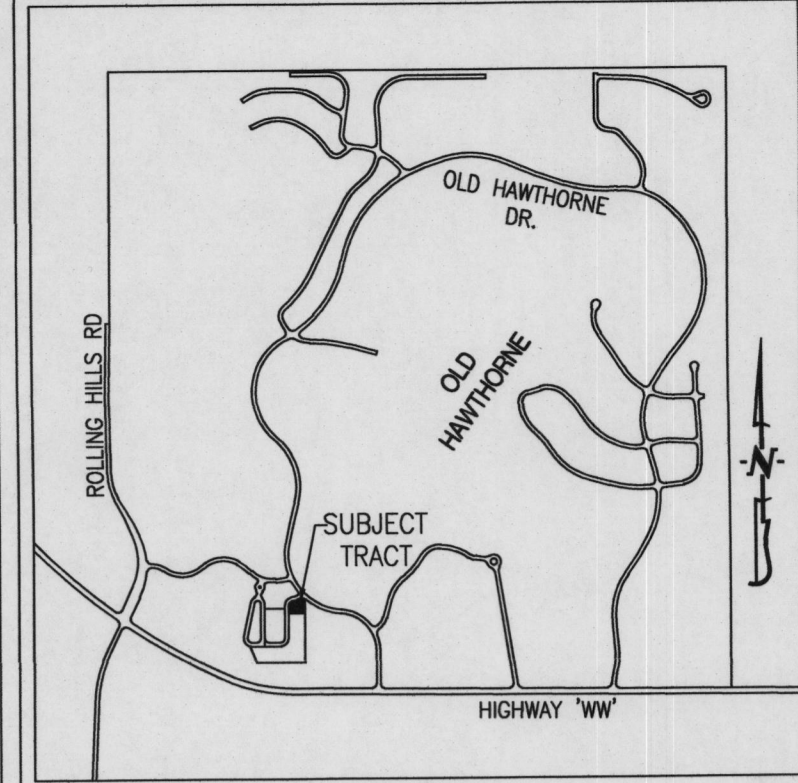 OLD HAWTHORNE
DR.
ROLLING HILLS RD
OLD
HAWTHORNE
-N-
SUBJECT
TRACT
HIGHWAY 'WW'